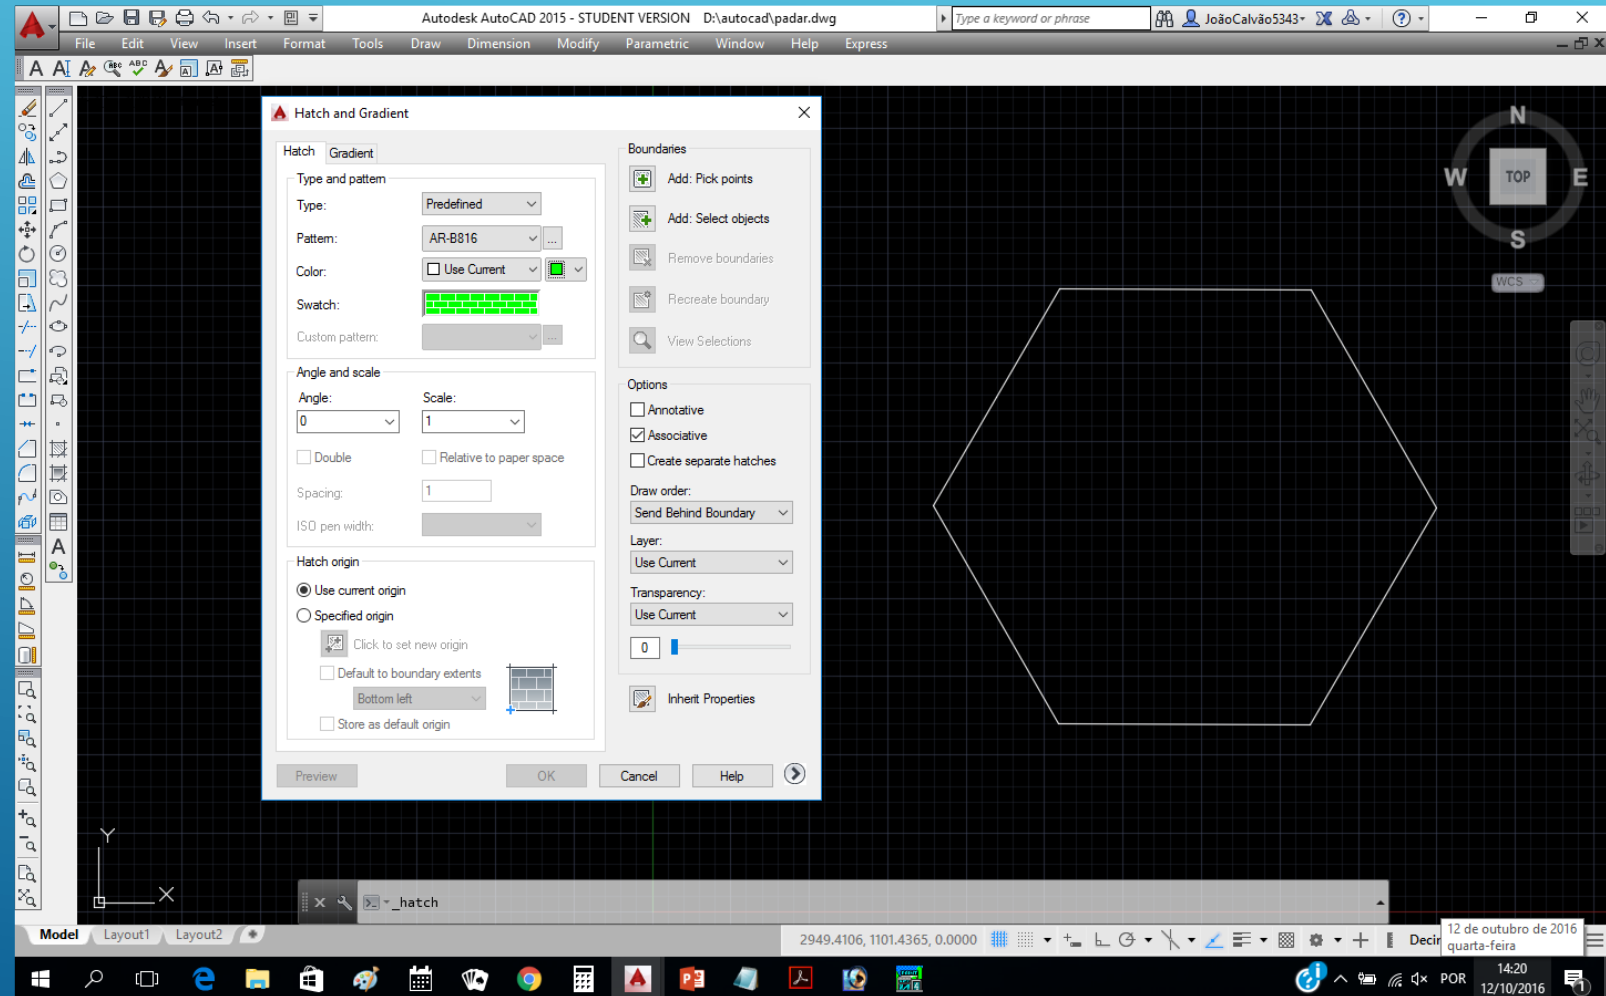 Autodesk AutoCAD 2015 - STUDENT VERSION D:\autocad\padar.dwg
Type a keyword or phrase
JoãoCalvão5343
File Edit View Insert Format Tools Draw Dimension Modify Parametric Window Help Express
Hatch and Gradient
Hatch Gradient
Type and pattern
Type: Predefined
Pattern: AR-B816 ...
Color: Use Current
Swatch:
Custom pattern: ...
Angle and scale
Angle: Scale:
0 1
Double Relative to paper space
Spacing: 1
ISO pen width:
Hatch origin
Use current origin
Specified origin
Click to set new origin
Default to boundary extents
Bottom left
Store as default origin
Boundaries
Add: Pick points
Add: Select objects
Remove boundaries
Recreate boundary
View Selections
Options
Annotative
Associative
Create separate hatches
Draw order:
Send Behind Boundary
Layer:
Use Current
Transparency:
Use Current
0
Inherit Properties
Preview OK Cancel Help
N
W TOP E
S
WCS
Y
X
_hatch
Model Layout1 Layout2
2949.4106, 1101.4365, 0.0000
Decir
12 de outubro de 2016
quarta-feira
POR
14:20
12/10/2016
1